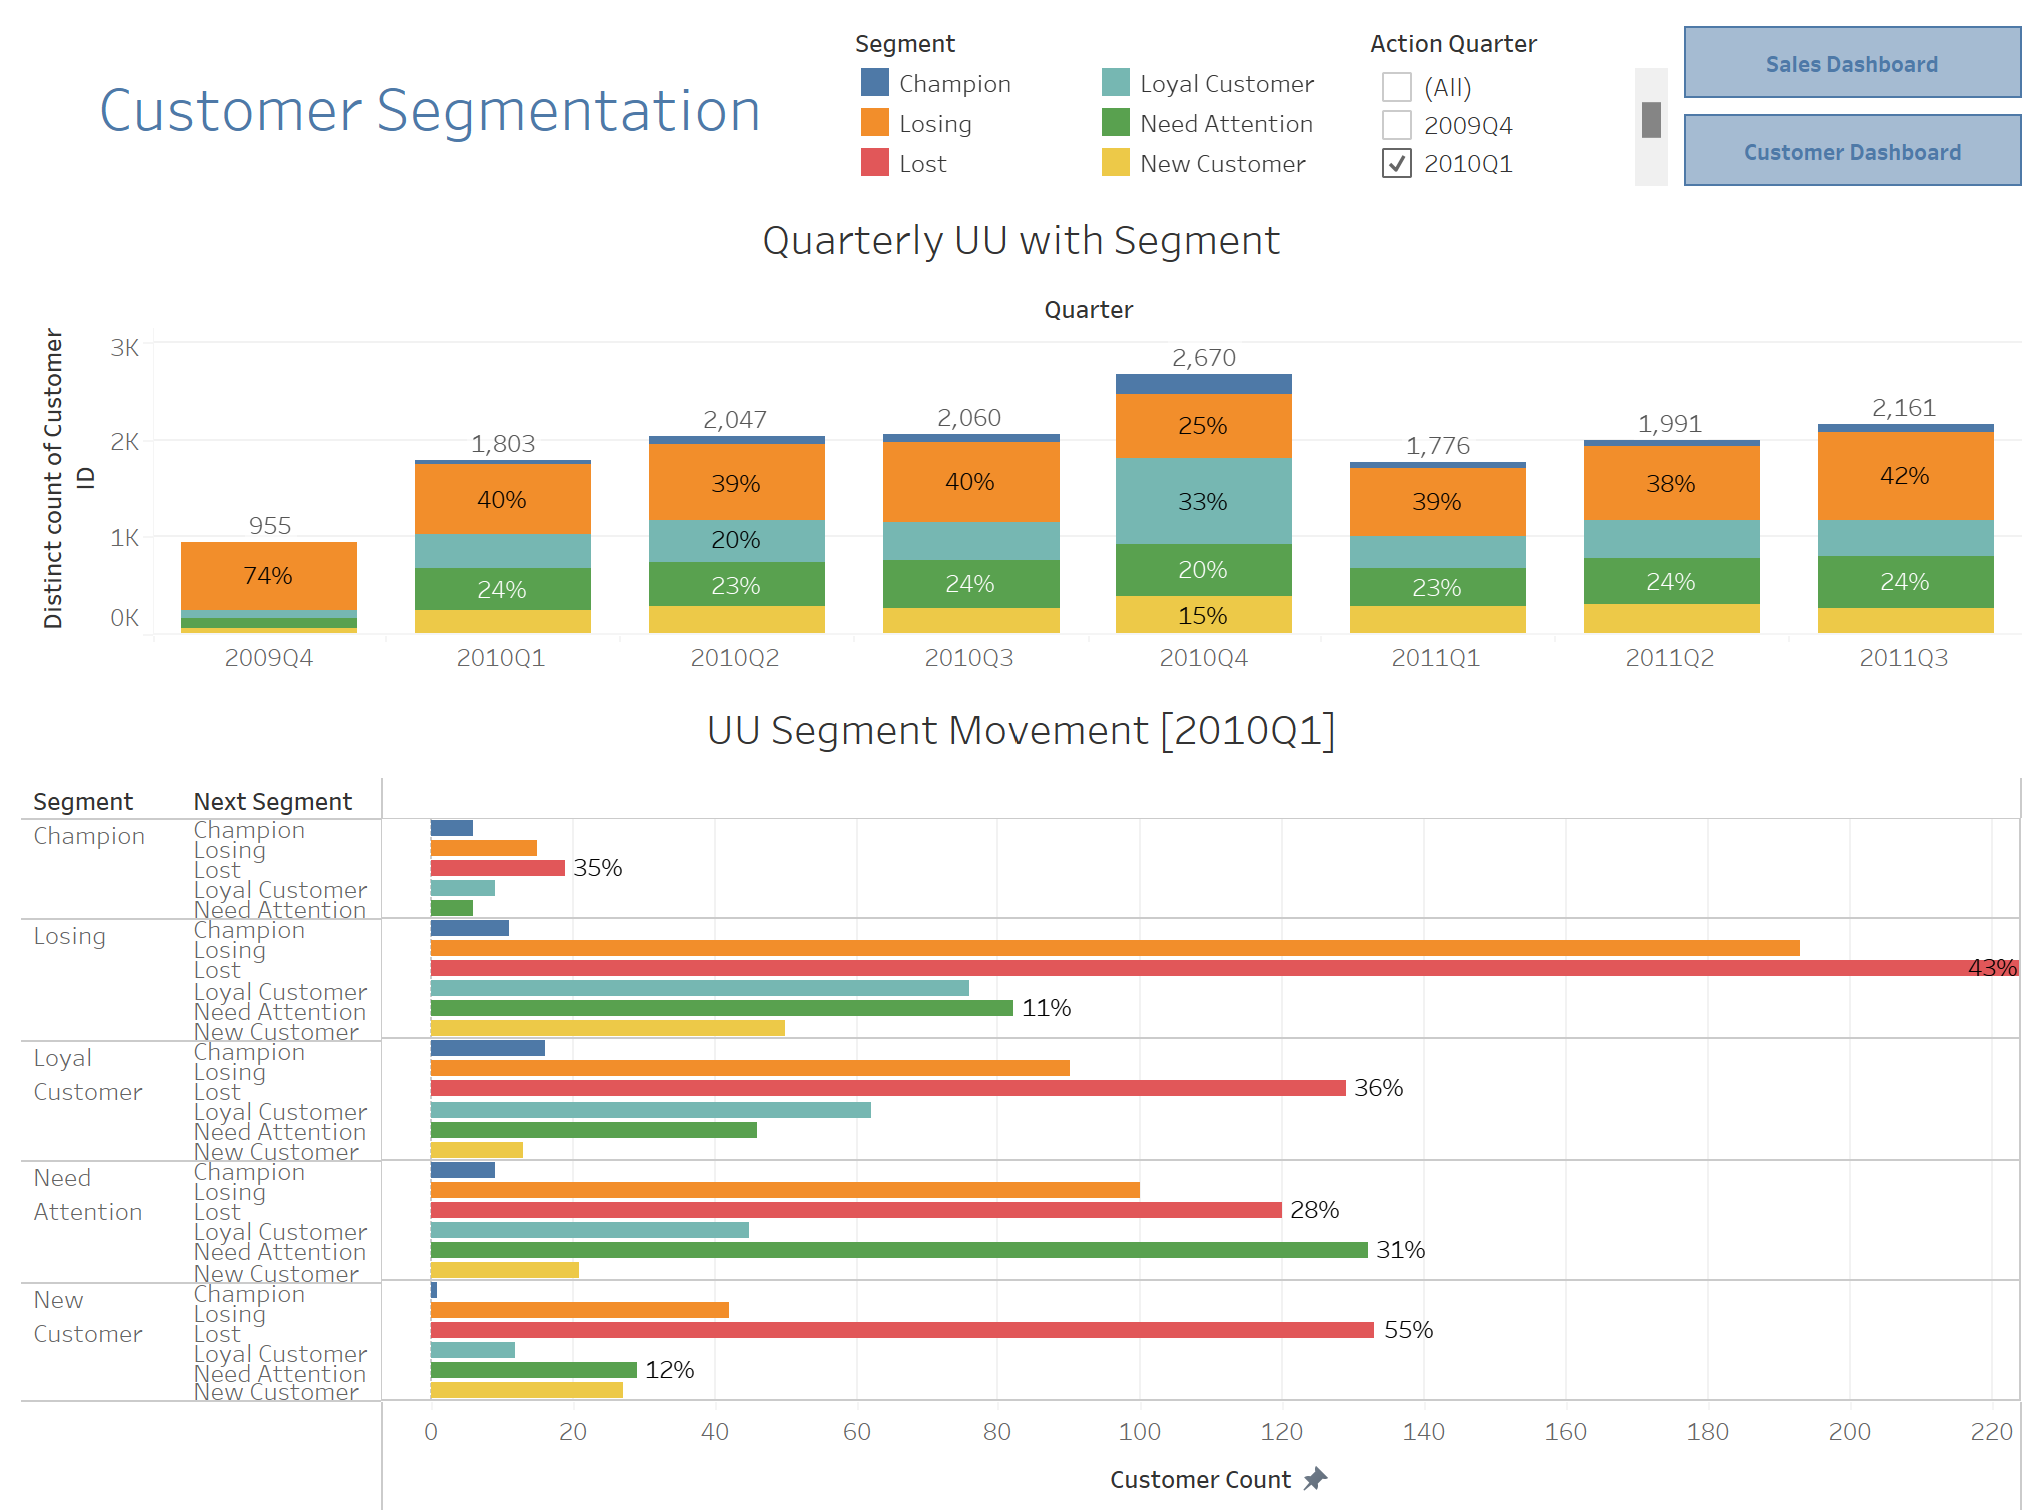 Customer Segmentation
Segment
Champion
Losing
Lost
Loyal Customer
Need Attention
New Customer
Action Quarter
(All)
2009Q4
2010Q1
Sales Dashboard
Customer Dashboard
Quarterly UU with Segment
Quarter
Distinct count of Customer
ID
3K
2K
1K
0K
955
74%
1,803
40%
24%
2,047
39%
20%
23%
2,060
40%
24%
2,670
25%
33%
20%
15%
1,776
39%
23%
1,991
38%
24%
2,161
42%
24%
2009Q4
2010Q1
2010Q2
2010Q3
2010Q4
2011Q1
2011Q2
2011Q3
UU Segment Movement [2010Q1]
Segment Next Segment
Champion
Champion
Losing
Lost 35%
Loyal Customer
Need Attention
Losing
Champion
Losing
Lost 43%
Loyal Customer
Need Attention 11%
New Customer
Loyal
Customer
Champion
Losing
Lost 36%
Loyal Customer
Need Attention
New Customer
Need
Attention
Champion
Losing
Lost 28%
Loyal Customer
Need Attention 31%
New Customer
New
Customer
Champion
Losing
Lost 55%
Loyal Customer
Need Attention 12%
New Customer
0 20 40 60 80 100 120 140 160 180 200 220
Customer Count